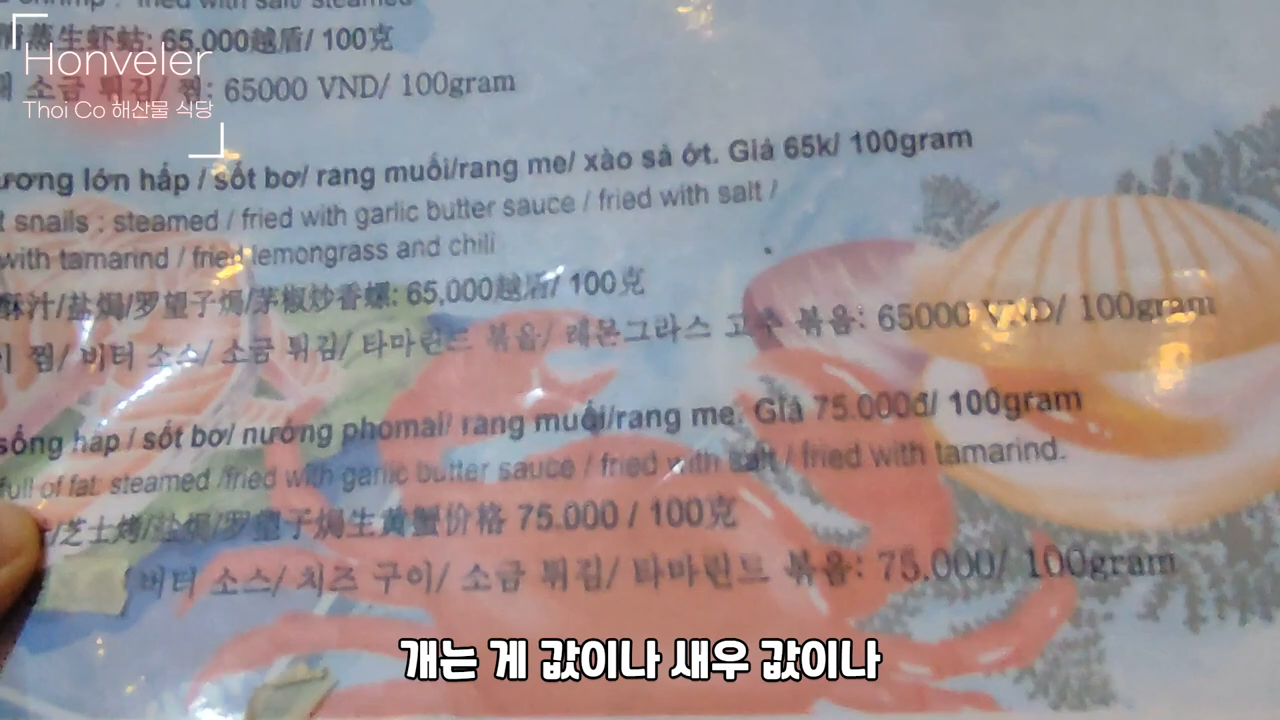 fried with salt/ steamed
蒸生虾蛄: 65,000越盾/ 100克
Honveler
소금 튀김/ 찜: 65000 VND/ 100gram
Thoi Co 해산물 식당
ương lớn hấp / sốt bơ/ rang muối/rang me/ xào sả ớt. Giá 65k/ 100gram
t snails : steamed / fried with garlic butter sauce / fried with salt /
with tamarind / fried lemongrass and chili
酥汁/盐焗/罗望子焗/茅椒炒香螺: 65,000越盾/ 100克
찜/ 버터 소스/ 소금 튀김/ 타마린드 볶음/ 레몬그라스 고추 볶음: 65000 VND/ 100gram
sống hấp / sốt bơ/ nướng phomai/ rang muối/rang me. Giá 75.000đ/ 100gram
full of fat: steamed /fried with garlic butter sauce / fried with salt / fried with tamarind.
/芝士烤/盐焗/罗望子焗生黄蟹价格 75.000 / 100克
버터 소스/ 치즈 구이/ 소금 튀김/ 타마린드 볶음: 75.000/ 100gram
걔는 게 값이나 새우 값이나